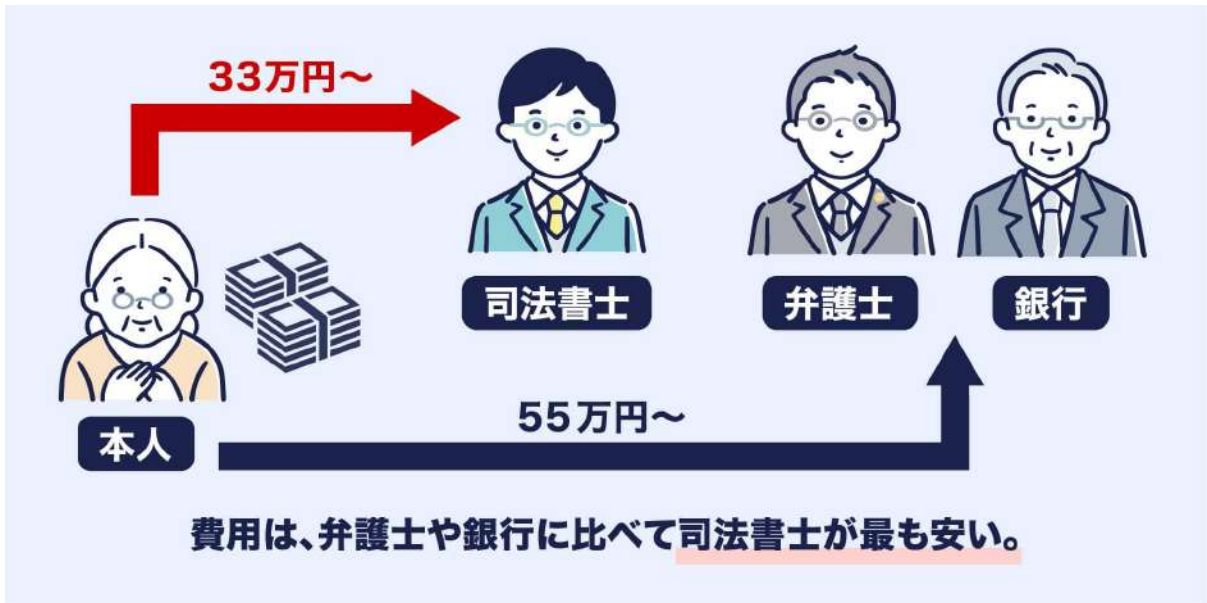 33万円〜
司法書士
弁護士
銀行
本人
55万円〜
費用は、弁護士や銀行に比べて司法書士が最も安い。